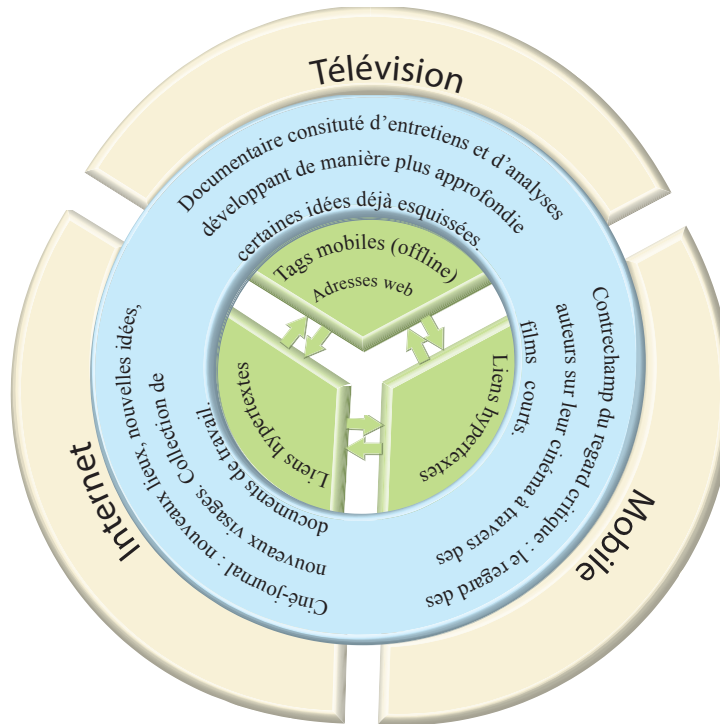 Télévision
Documentaire consituté d’entretiens et d’analyses
développant de manière plus approfondie
certaines idées déjà esquissées.
Tags mobiles (offline)
Adresses web
Internet
Ciné-journal : nouveaux lieux, nouvelles idées,
nouveaux visages. Collection de
documents de travail.
Liens hypertextes
Mobile
Contrechamp du regard critique : le regard des
auteurs sur leur cinéma à travers des
films courts.
Liens hypertextes